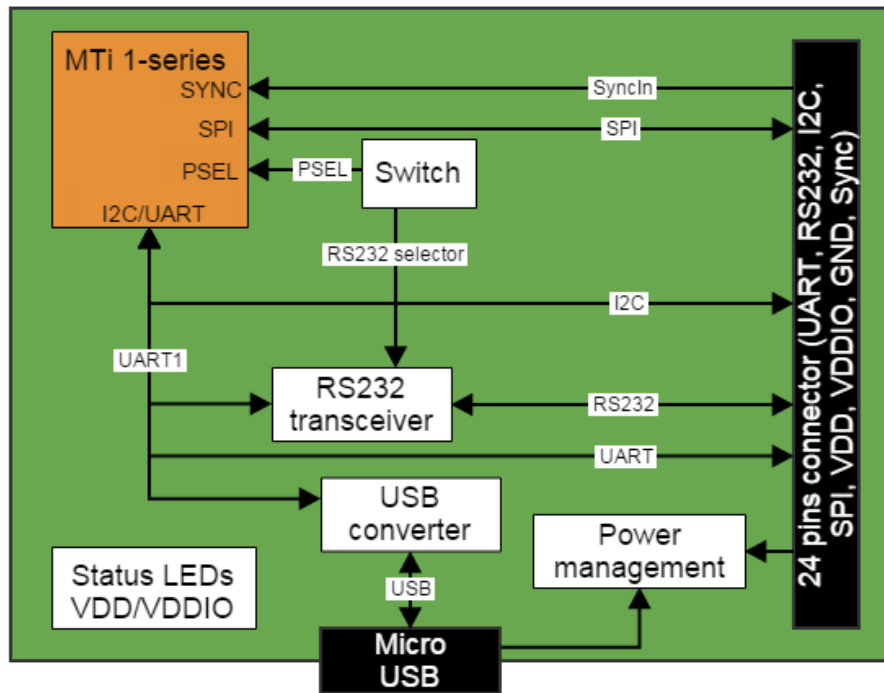 MTi 1-series
SYNC
SyncIn
SPI
SPI
PSEL
PSEL
Switch
I2C/UART
RS232 selector
I2C
UART1
RS232
transceiver
RS232
UART
USB
converter
Power
management
Status LEDs
VDD/VDDIO
USB
Micro
USB
24 pins connector (UART, RS232, I2C,
SPI, VDD, VDDIO, GND, Sync)